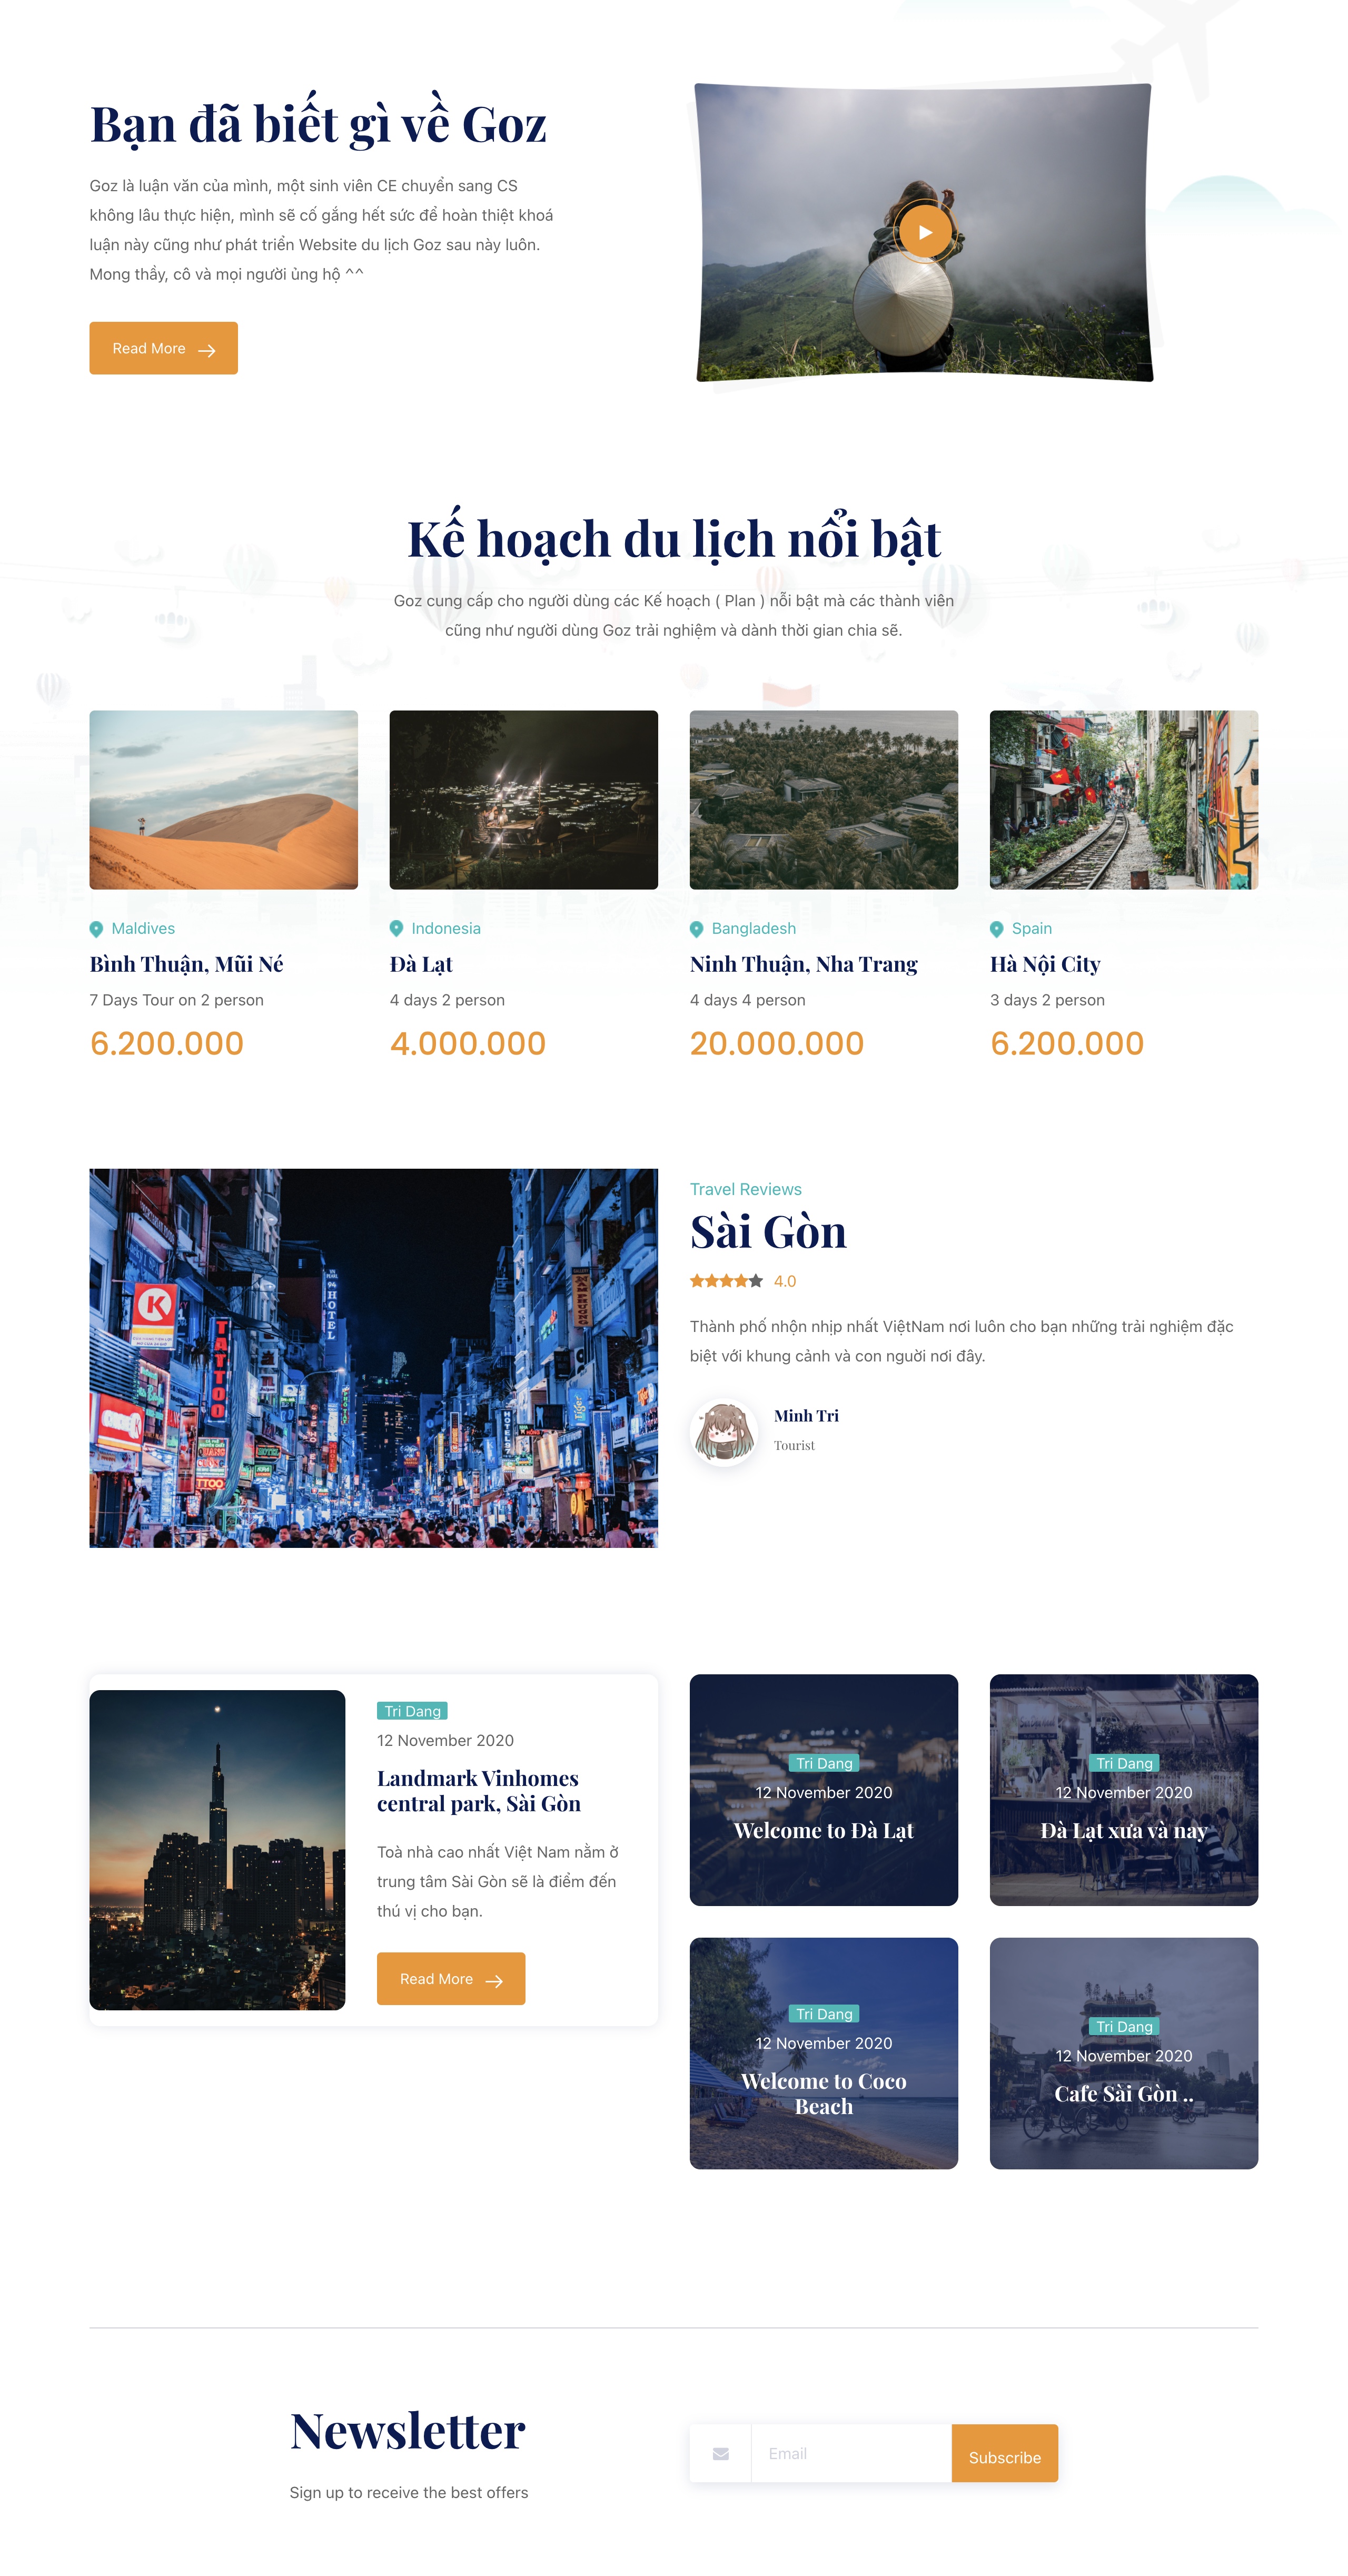 Bạn đã biết gì về Goz
Goz là luận văn của mình, một sinh viên CE chuyển sang CS
không lâu thực hiện, mình sẽ cố gắng hết sức để hoàn thiệt khoá
luận này cũng như phát triển Website du lịch Goz sau này luôn.
Mong thầy, cô và mọi người ủng hộ ^^
Read More
Kế hoạch du lịch nổi bật
Goz cung cấp cho người dùng các Kế hoạch ( Plan ) nỗi bật mà các thành viên
cũng như người dùng Goz trải nghiệm và dành thời gian chia sẽ.
Maldives
Bình Thuận, Mũi Né
7 Days Tour on 2 person
6.200.000
Indonesia
Đà Lạt
4 days 2 person
4.000.000
Bangladesh
Ninh Thuận, Nha Trang
4 days 4 person
20.000.000
Spain
Hà Nội City
3 days 2 person
6.200.000
K
TATTOO
94
HOTEL
Tiger
HOTEL
TTOO
Travel Reviews
Sài Gòn
4.0
Thành phố nhộn nhịp nhất ViệtNam nơi luôn cho bạn những trải nghiệm đặc
biệt với khung cảnh và con người nơi đây.
Minh Tri
Tourist
Tri Dang
12 November 2020
Landmark Vinhomes
central park, Sài Gòn
Toà nhà cao nhất Việt Nam nằm ở
trung tâm Sài Gòn sẽ là điểm đến
thú vị cho bạn.
Read More
Tri Dang
12 November 2020
Welcome to Đà Lạt
Tri Dang
12 November 2020
Đà Lạt xưa và nay
Tri Dang
12 November 2020
Welcome to Coco
Beach
Tri Dang
12 November 2020
Cafe Sài Gòn ..
Newsletter
Sign up to receive the best offers
Email
Subscribe